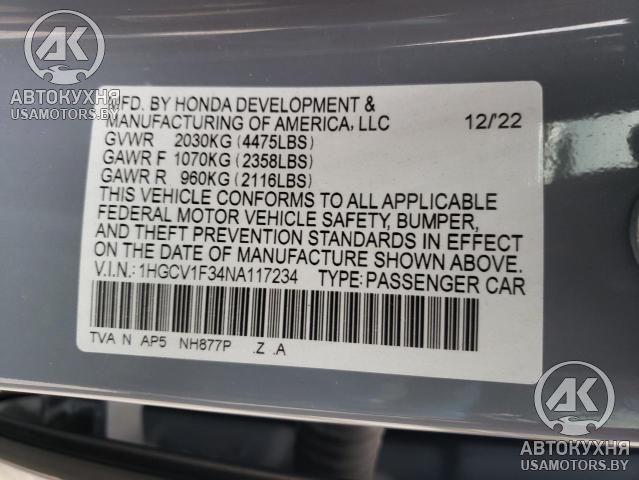 АК
АВТОКУХНЯ
USAMOTORS.BY
MFD. BY HONDA DEVELOPMENT &
MANUFACTURING OF AMERICA, LLC 12/'22
GVWR 2030KG (4475LBS)
GAWR F 1070KG (2358LBS)
GAWR R 960KG (2116LBS)
THIS VEHICLE CONFORMS TO ALL APPLICABLE
FEDERAL MOTOR VEHICLE SAFETY, BUMPER,
AND THEFT PREVENTION STANDARDS IN EFFECT
ON THE DATE OF MANUFACTURE SHOWN ABOVE.
V.I.N.: 1HGCV1F34NA117234 TYPE: PASSENGER CAR
TVA N AP5 NH877P .Z .A
АК
АВТОКУХНЯ
USAMOTORS.BY